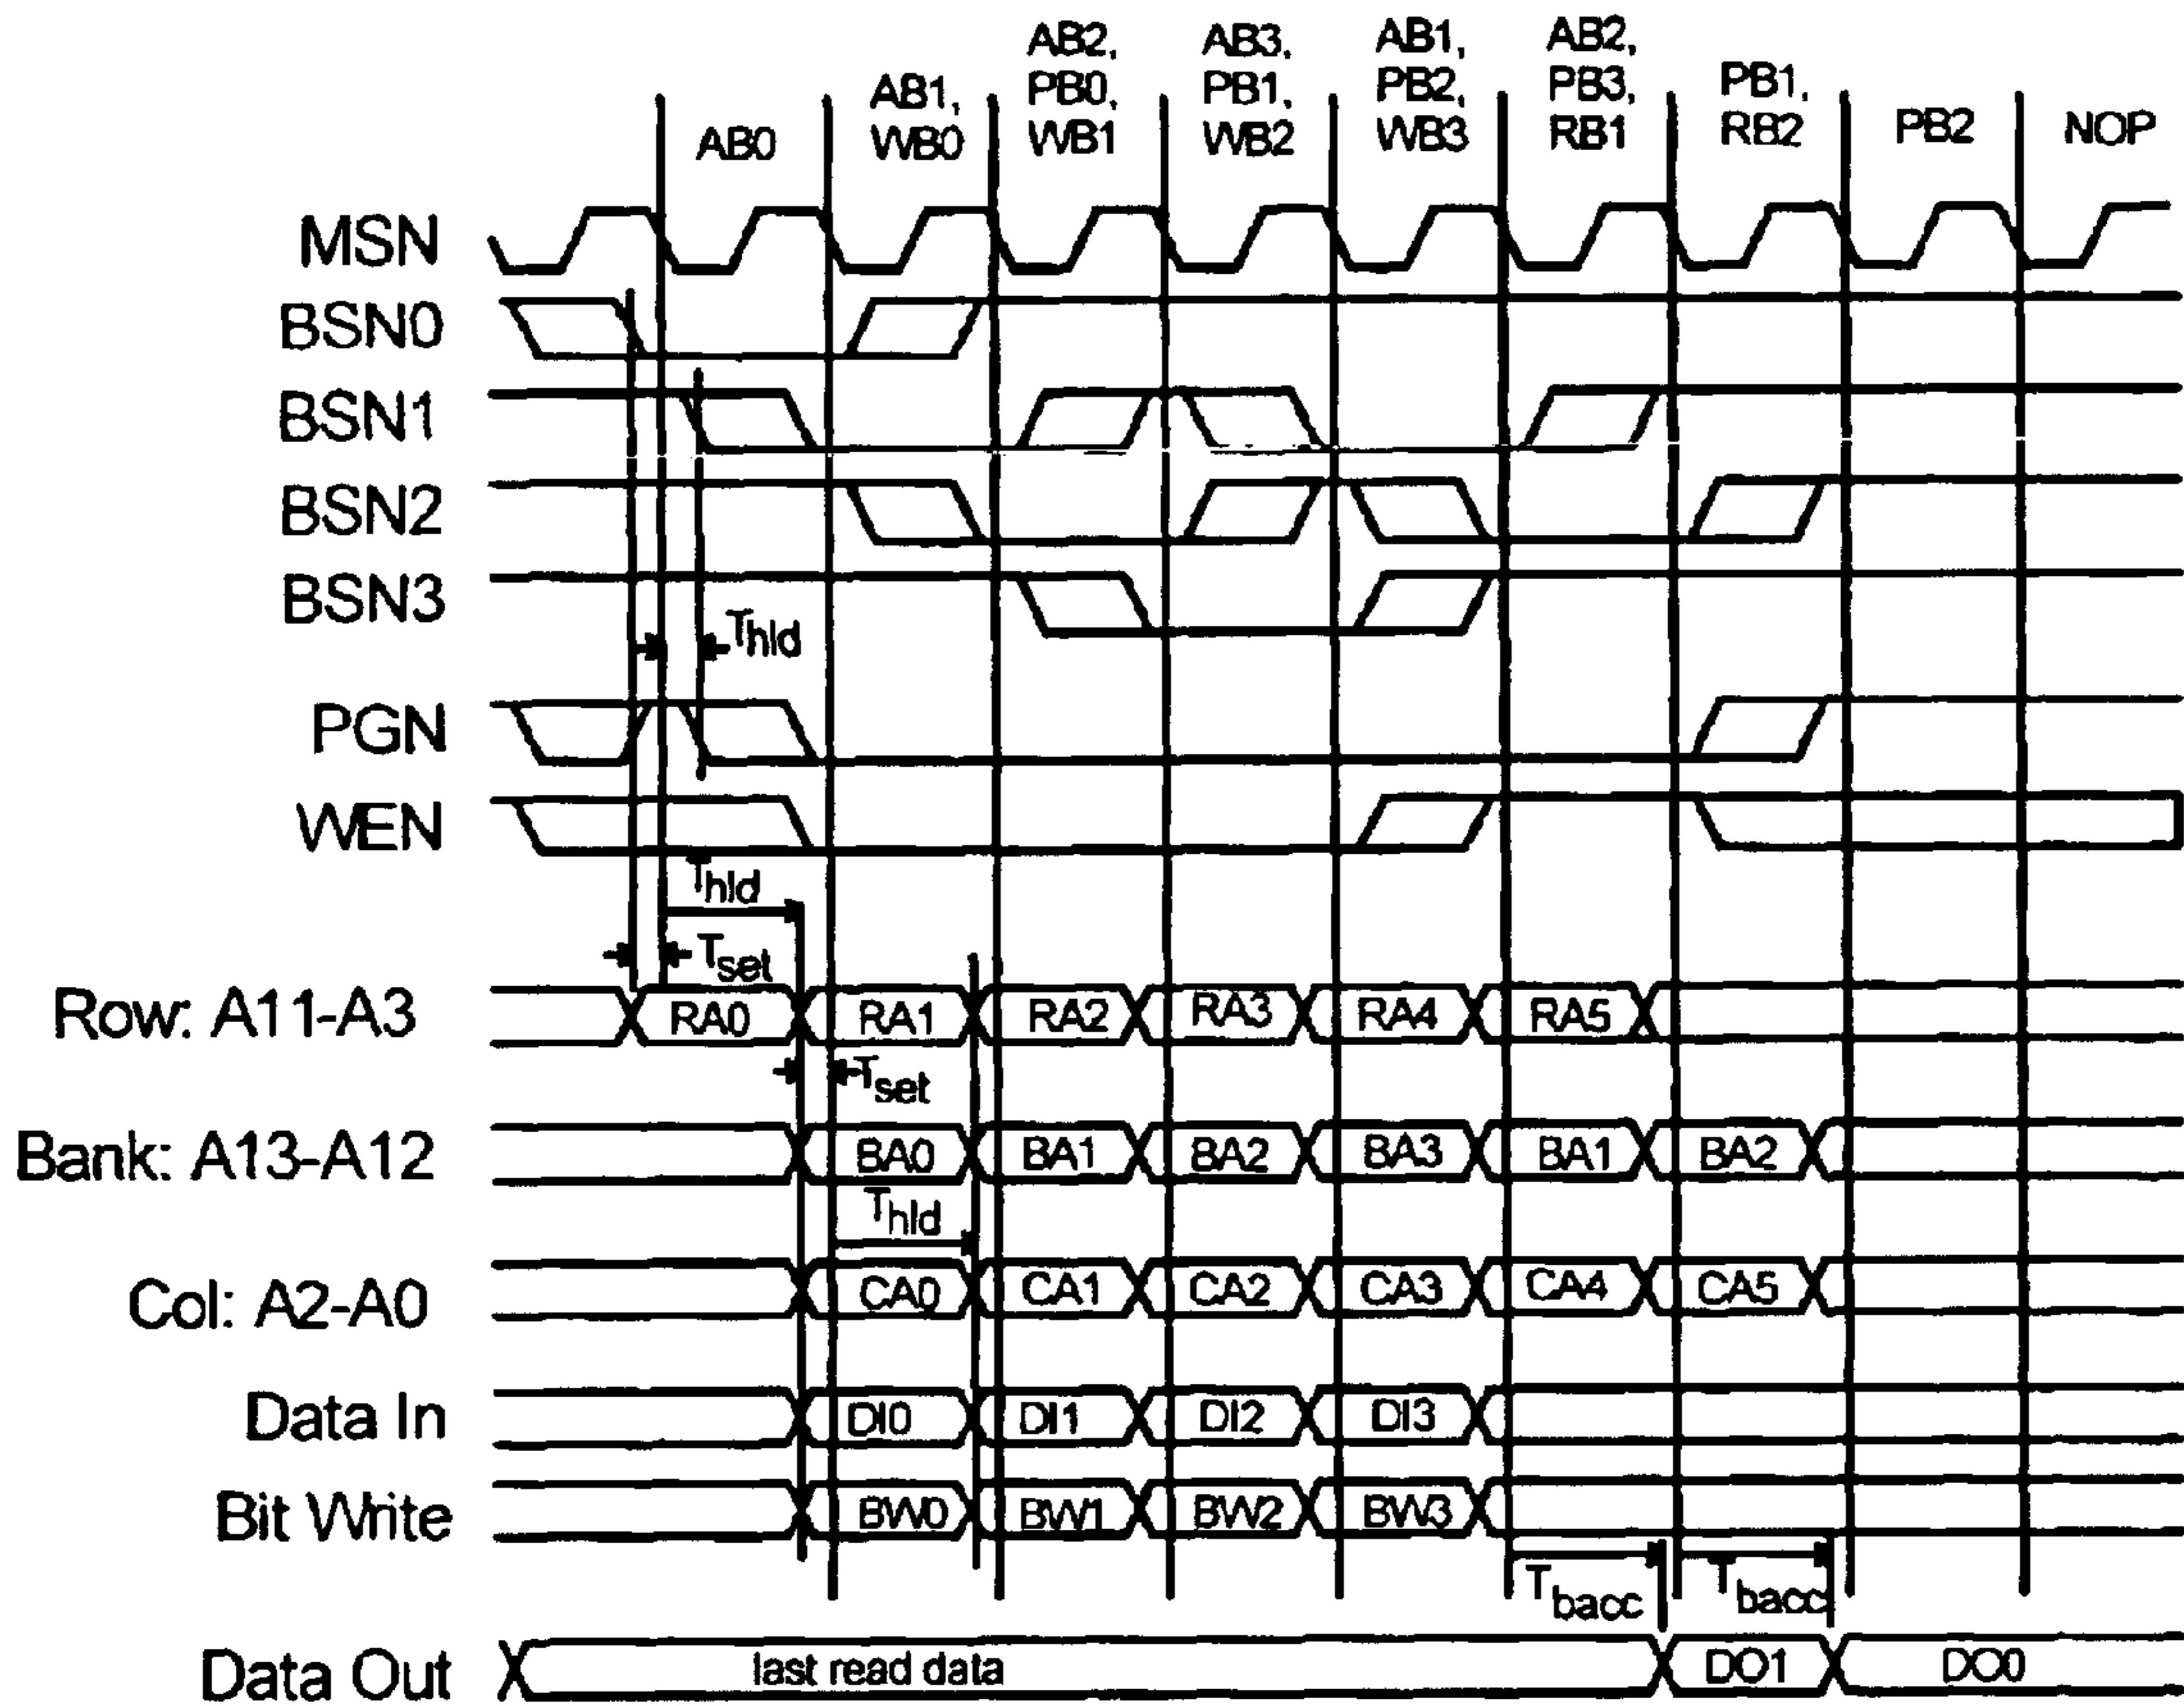 AB0
AB1,
WB0
AB2,
PB0,
WB1
AB3,
PB1,
WB2
AB1,
PB2,
WB3
AB2,
PB3,
RB1
PB1,
RB2
PB2
NOP
MSN
BSN0
BSN1
BSN2
BSN3
Thld
PGN
WEN
Thld
Tset
Row: A11-A3
RA0 RA1 RA2 RA3 RA4 RA5
Tset
Bank: A13-A12
BA0 BA1 BA2 BA3 BA1 BA2
Thld
Col: A2-A0
CA0 CA1 CA2 CA3 CA4 CA5
Data In
DI0 DI1 DI2 DI3
Bit Write
BW0 BW1 BW2 BW3
Tbacc Tbacc
Data Out
last read data DO1 DO0